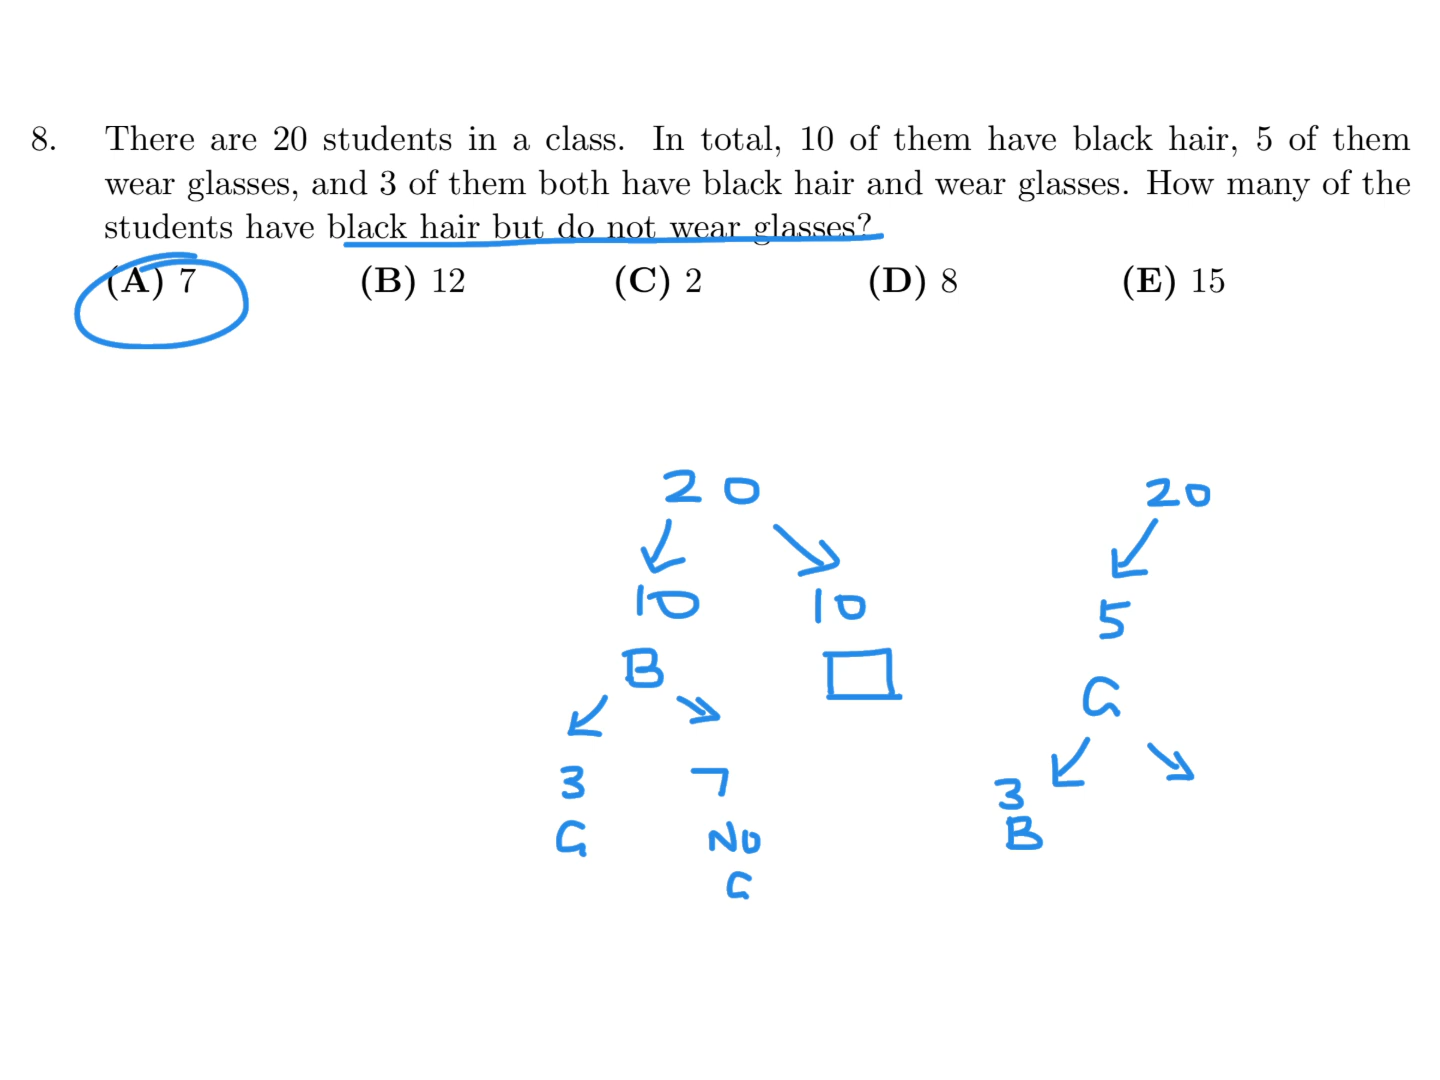 8. There are 20 students in a class. In total, 10 of them have black hair, 5 of them
wear glasses, and 3 of them both have black hair and wear glasses. How many of the
students have black hair but do not wear glasses?
(A) 7 (B) 12 (C) 2 (D) 8 (E) 15
20 20
10 10 5
B G
3 7 3
G NO B
G